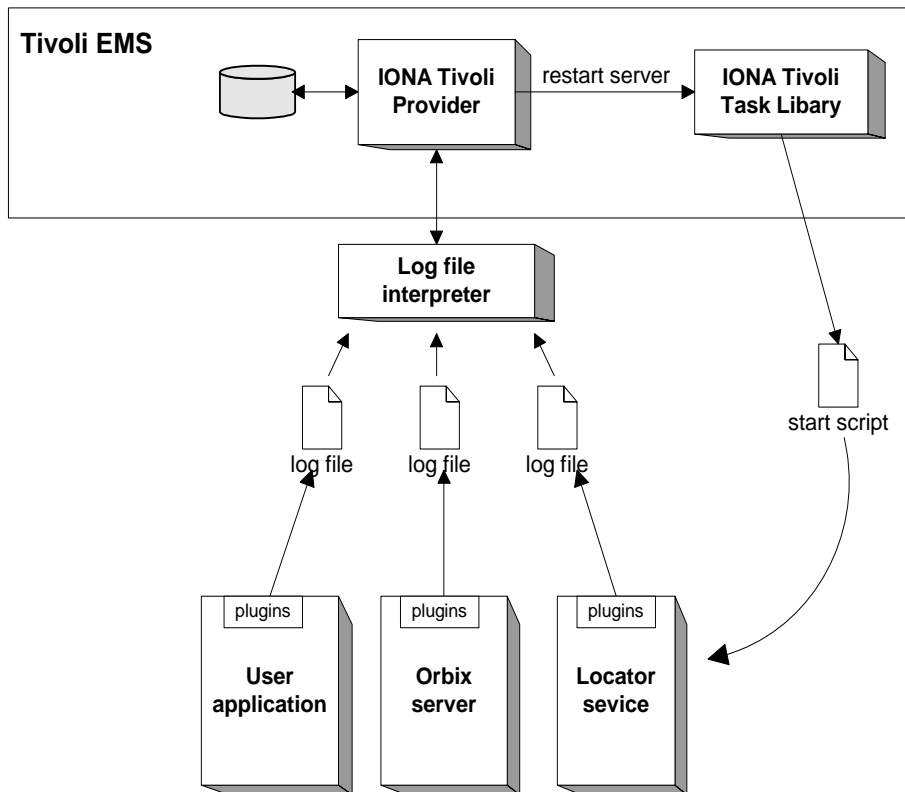 Tivoli EMS
IONA Tivoli
Provider
restart server
IONA Tivoli
Task Libary
Log file
interpreter
log file
log file
log file
start script
plugins
plugins
plugins
User
application
Orbix
server
Locator
sevice